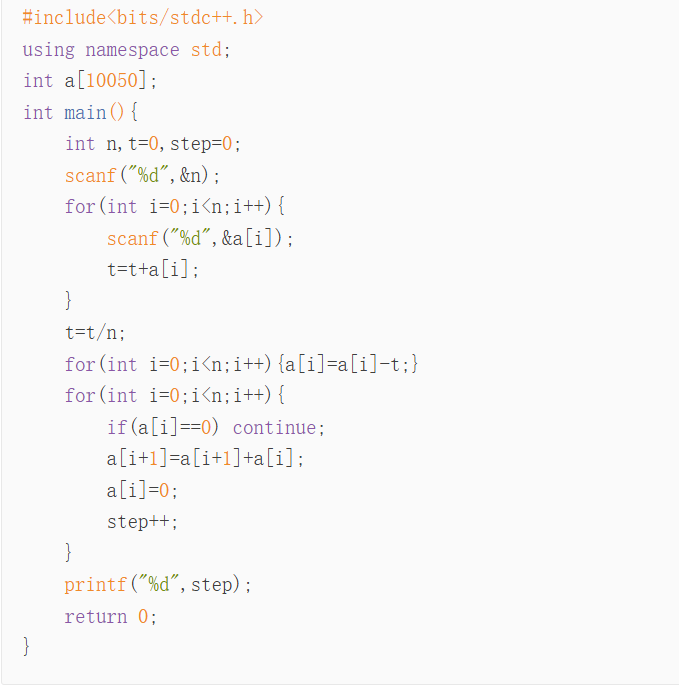 #include<bits/stdc++.h>
using namespace std;
int a[10050];
int main(){
    int n,t=0,step=0;
    scanf("%d",&n);
    for(int i=0;i<n;i++){
        scanf("%d",&a[i]);
        t=t+a[i];
    }
    t=t/n;
    for(int i=0;i<n;i++){a[i]=a[i]-t;}
    for(int i=0;i<n;i++){
        if(a[i]==0) continue;
        a[i+1]=a[i+1]+a[i];
        a[i]=0;
        step++;
    }
    printf("%d",step);
    return 0;
}